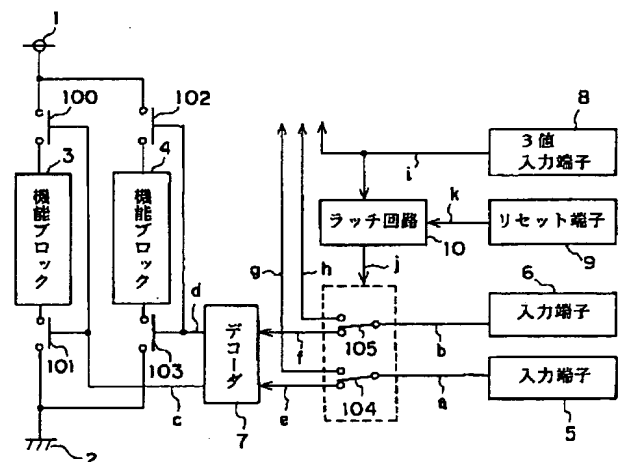 1
100
102
8
3
4
3値
入力端子
i
機能ブロック
機能ブロック
k
ラッチ回路
リセット端子
10
9
g
h
j
6
d
入力端子
f
105
b
101
103
デコーダ
入力端子
c
7
e
104
a
5
2